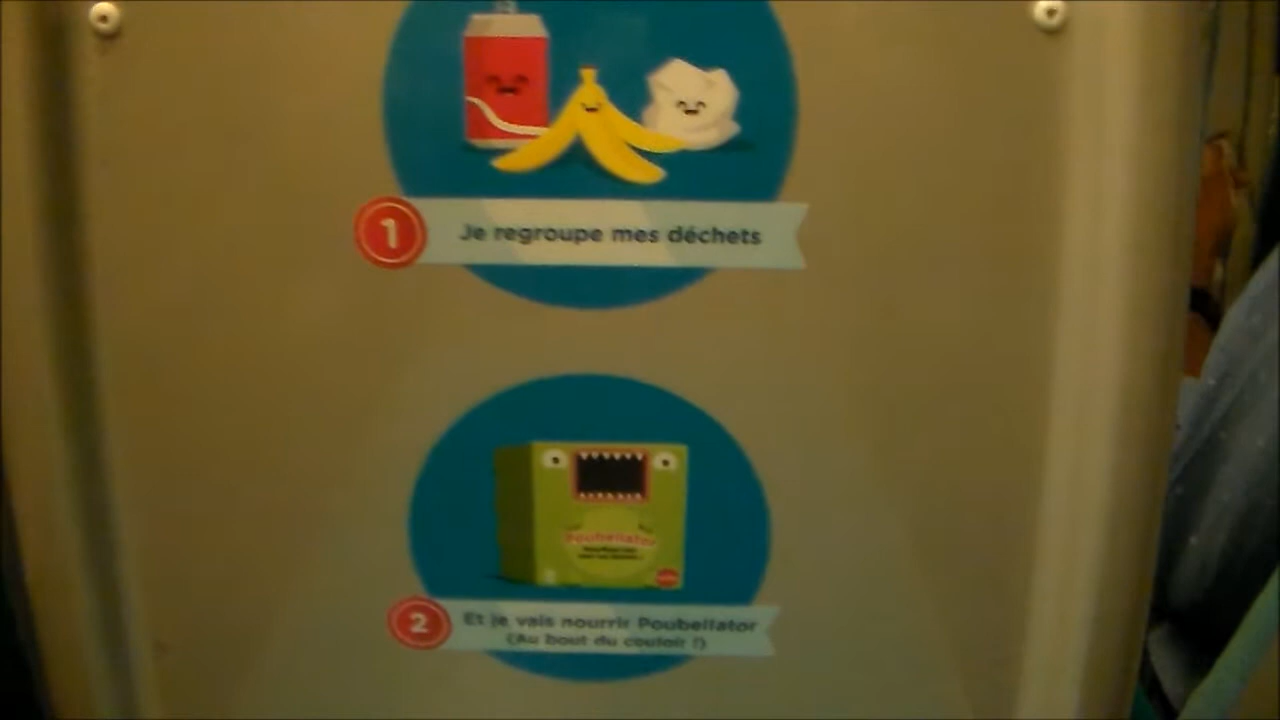 1 Je regroupe mes déchets
Poubellator
2 Et je vais nourrir Poubellator
(Au bout du couloir !)